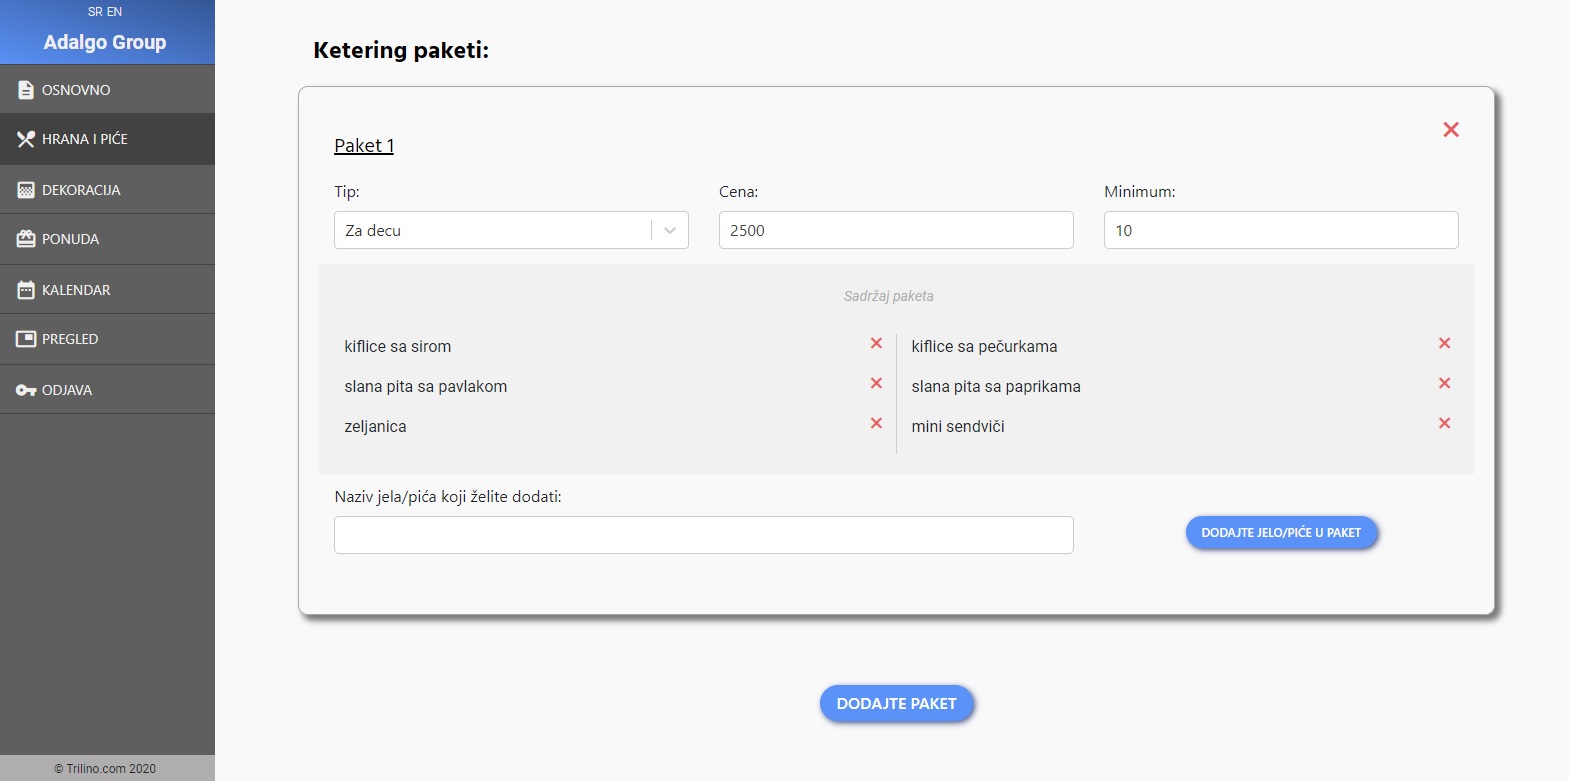 SR EN
Adalgo Group
OSNOVNO
HRANA I PIĆE
DEKORACIJA
PONUDA
KALENDAR
PREGLED
ODJAVA
© Trilino.com 2020
Ketering paketi:
Paket 1
Tip: Cena: Minimum:
Za decu 2500 10
Sadržaj paketa
kiflice sa sirom kiflice sa pečurkama
slana pita sa pavlakom slana pita sa paprikama
zeljanica mini sendviči
Naziv jela/pića koji želite dodati:
DODAJTE JELO/PIĆE U PAKET
DODAJTE PAKET